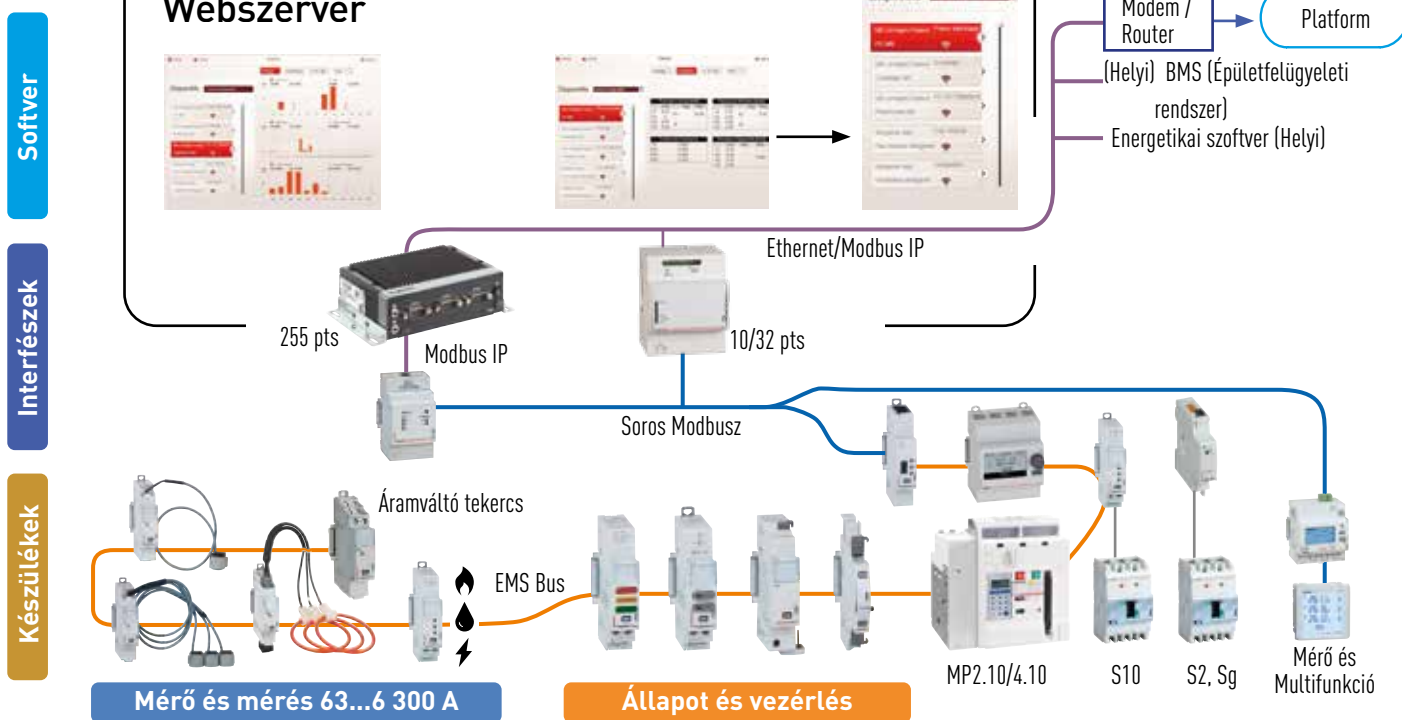 Webszerver
Modem /
Router
Platform
(Helyi) BMS (Épületfelügyeleti
rendszer)
Energetikai szoftver (Helyi)
Softver
Ethernet/Modbus IP
255 pts
Modbus IP
10/32 pts
Interfészek
Soros Modbusz
Áramváltó tekercs
Készülékek
EMS Bus
MP2.10/4.10
S10
S2, Sg
Mérő és
Multifunkció
Mérő és mérés 63...6 300 A
Állapot és vezérlés